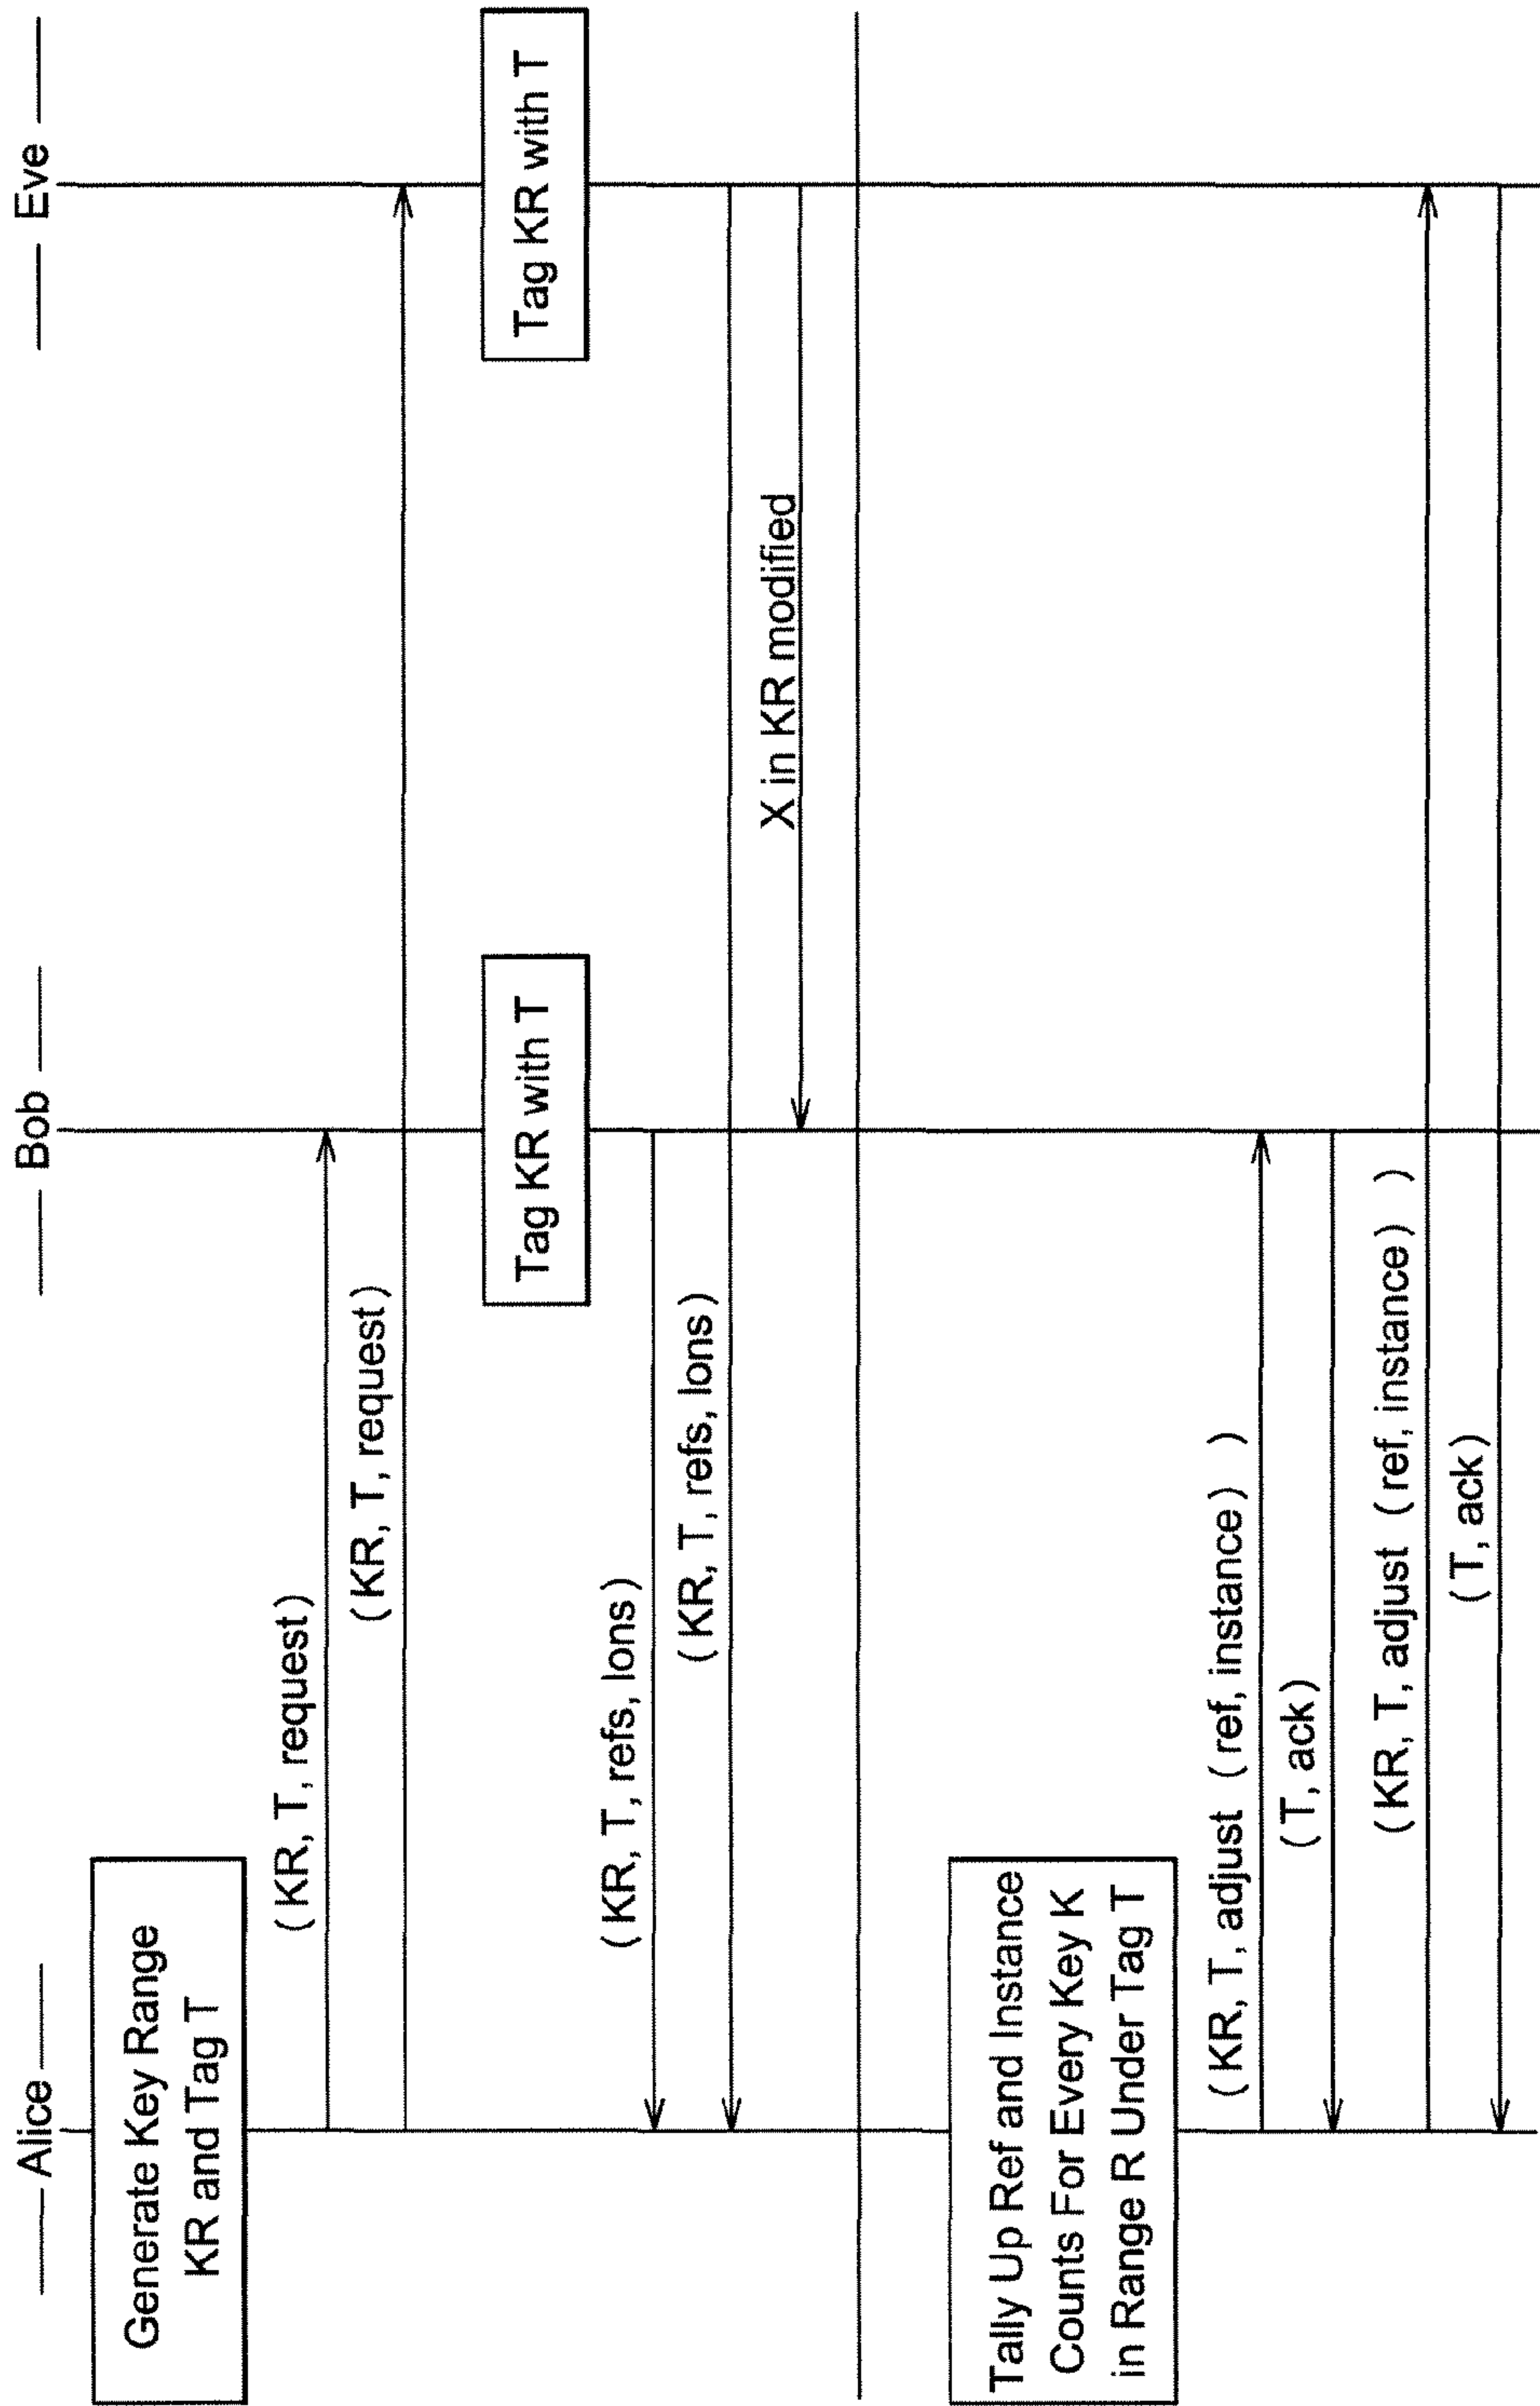 Alice
Bob
Eve
Generate Key Range
KR and Tag T
(KR, T, request)
(KR, T, request)
Tag KR with T
Tag KR with T
(KR, T, refs, Ions)
(KR, T, refs, Ions)
X in KR modified
Tally Up Ref and Instance
Counts For Every Key K
in Range R Under Tag T
(KR, T, adjust (ref, instance) )
(T, ack)
(KR, T, adjust (ref, instance) )
(T, ack)